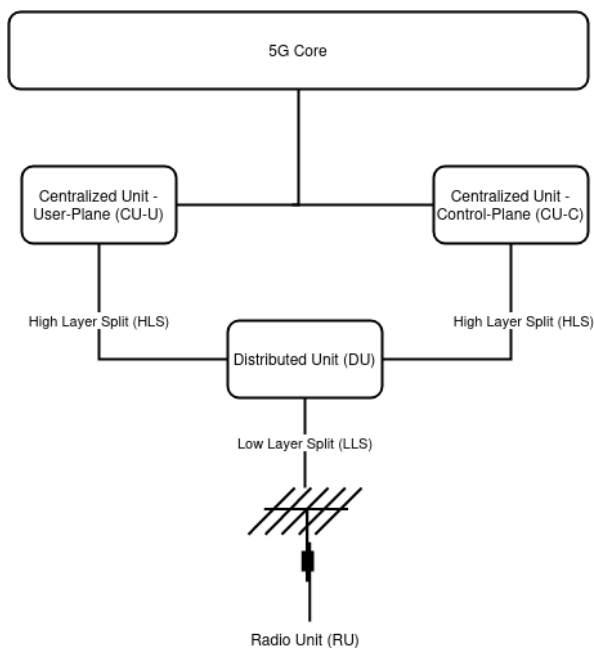 5G Core
Centralized Unit -
User-Plane (CU-U)
Centralized Unit -
Control-Plane (CU-C)
High Layer Split (HLS)
High Layer Split (HLS)
Distributed Unit (DU)
Low Layer Split (LLS)
Radio Unit (RU)